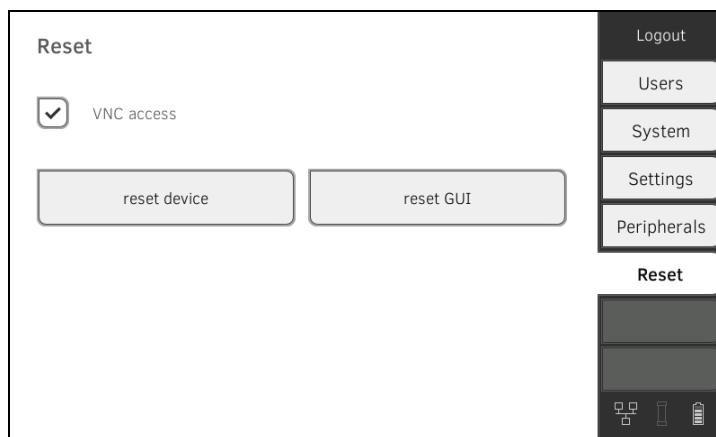 Reset
VNC access
reset device
reset GUI
Logout
Users
System
Settings
Peripherals
Reset